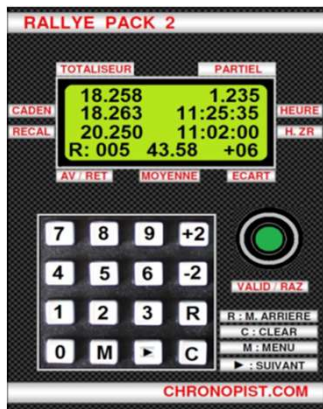 RALLYE PACK 2
TOTALISEUR PARTIEL
18.258 1.235
CADEN 18.263 11:25:35 HEURE
RECAL 20.250 11:02:00 H. ZR
R: 005 43.58 +06
AV / RET MOYENNE ECART
7 8 9 +2
4 5 6 -2
VALID / RAZ
1 2 3 R
R : M. ARRIERE
C : CLEAR
0 M ► C
M : MENU
► : SUIVANT
CHRONOPIST.COM